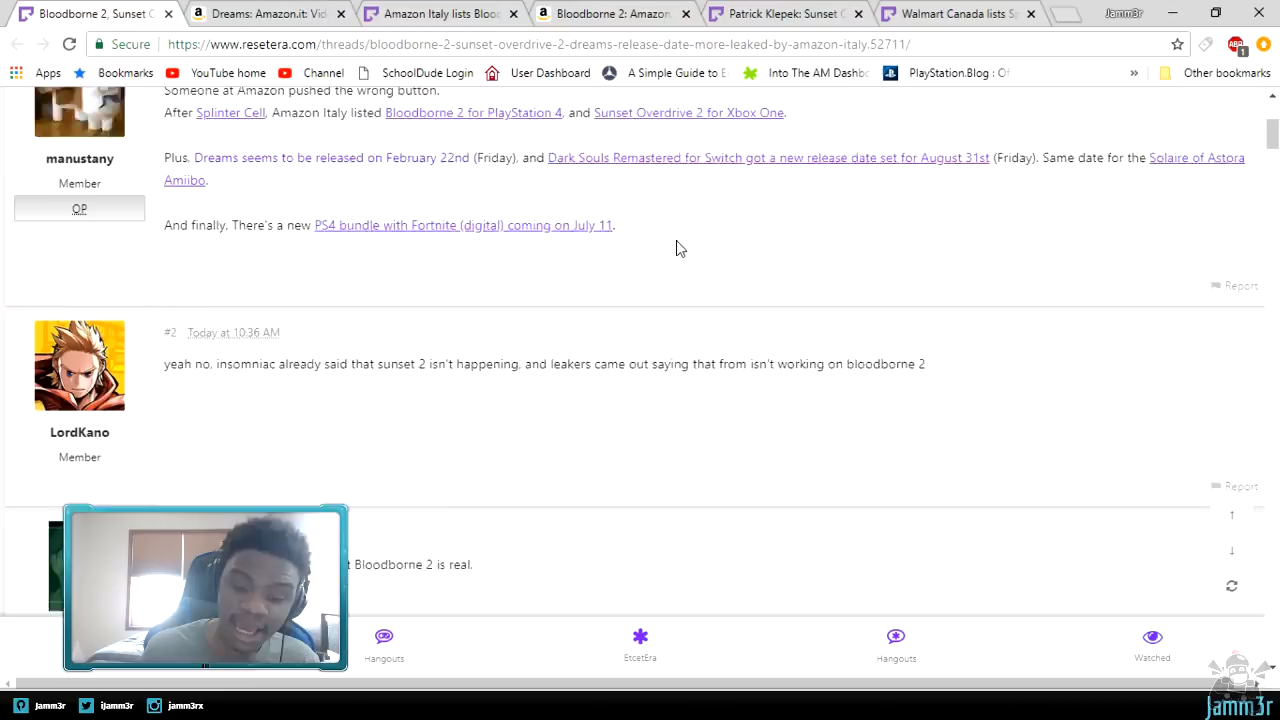 Bloodborne 2, Sunset C
Dreams: Amazon.it: Vid
Amazon Italy lists Blood
Bloodborne 2: Amazon
Patrick Klepek: Sunset O
Walmart Canada lists Sp
Jamm3r
Secure
https://www.resetera.com/threads/bloodborne-2-sunset-overdrive-2-dreams-release-date-more-leaked-by-amazon-italy.52711/
ABP
1
Apps
Bookmarks
YouTube home
Channel
SchoolDude Login
User Dashboard
A Simple Guide to E
Into The AM Dashbo
PlayStation.Blog : Of
»
Other bookmarks
Someone at Amazon pushed the wrong button.
After Splinter Cell, Amazon Italy listed Bloodborne 2 for PlayStation 4, and Sunset Overdrive 2 for Xbox One.
manustany
Member
OP
Plus, Dreams seems to be released on February 22nd (Friday), and Dark Souls Remastered for Switch got a new release date set for August 31st (Friday). Same date for the Solaire of Astora
Amiibo.
And finally, There's a new PS4 bundle with Fortnite (digital) coming on July 11.
Report
#2 Today at 10:36 AM
yeah no, insomniac already said that sunset 2 isn't happening, and leakers came out saying that from isn't working on bloodborne 2
LordKano
Member
Report
t Bloodborne 2 is real.
Hangouts
EtcetEra
Hangouts
Watched
Jamm3r
iJamm3r
jamm3rx
Jamm3r